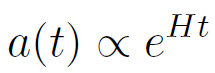 a(t) ∝ e^{Ht}